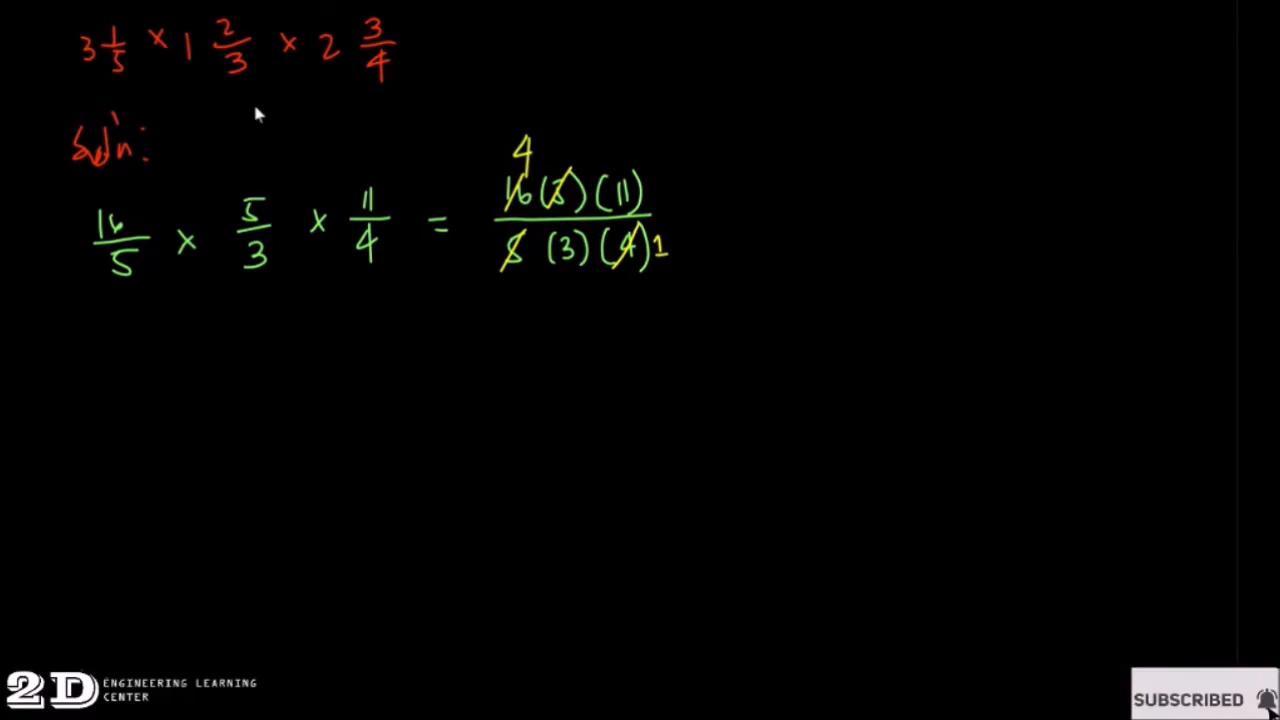 3 1/5 × 1 2/3 × 2 3/4
Sol'n:
4
16/5 × 5/3 × 11/4 = 16(5)(11)/5(3)(4) 1
2D ENGINEERING LEARNING
CENTER
SUBSCRIBED